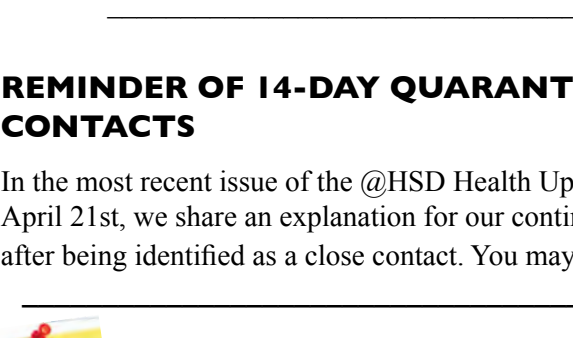 REMINDER OF 14-DAY QUARANT
CONTACTS
In the most recent issue of the @HSD Health Up
April 21st, we share an explanation for our conti
after being identified as a close contact. You may